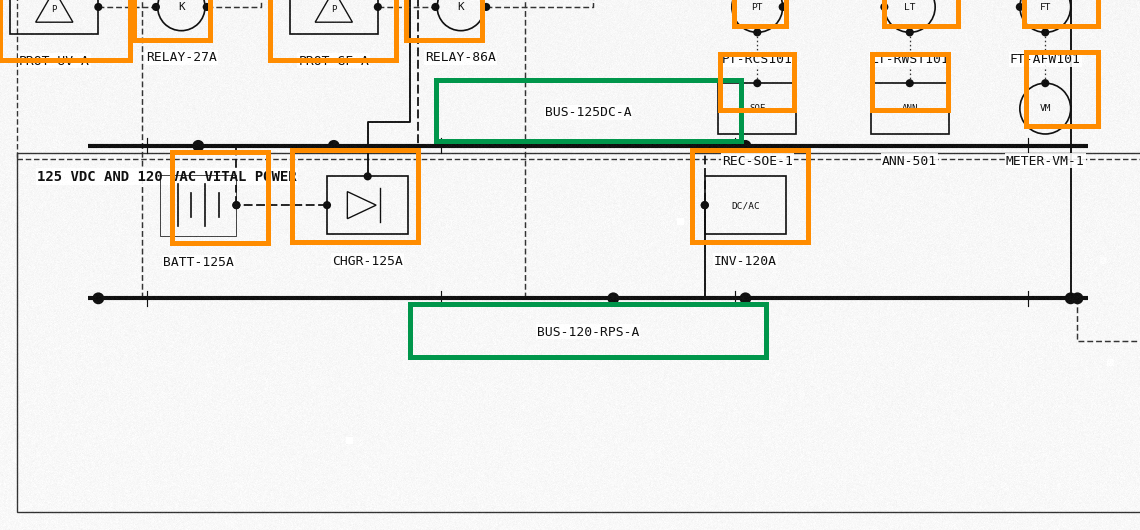 P K P K PT LT FT
PROT-UV-A RELAY-27A PROT-GF-A RELAY-86A PT-RCS101 LT-RWST101 FT-AFW101
BUS-125DC-A SOE ANN VM
REC-SOE-1 ANN-501 METER-VM-1
125 VDC AND 120 VAC VITAL POWER
DC/AC
BATT-125A CHGR-125A INV-120A
BUS-120-RPS-A